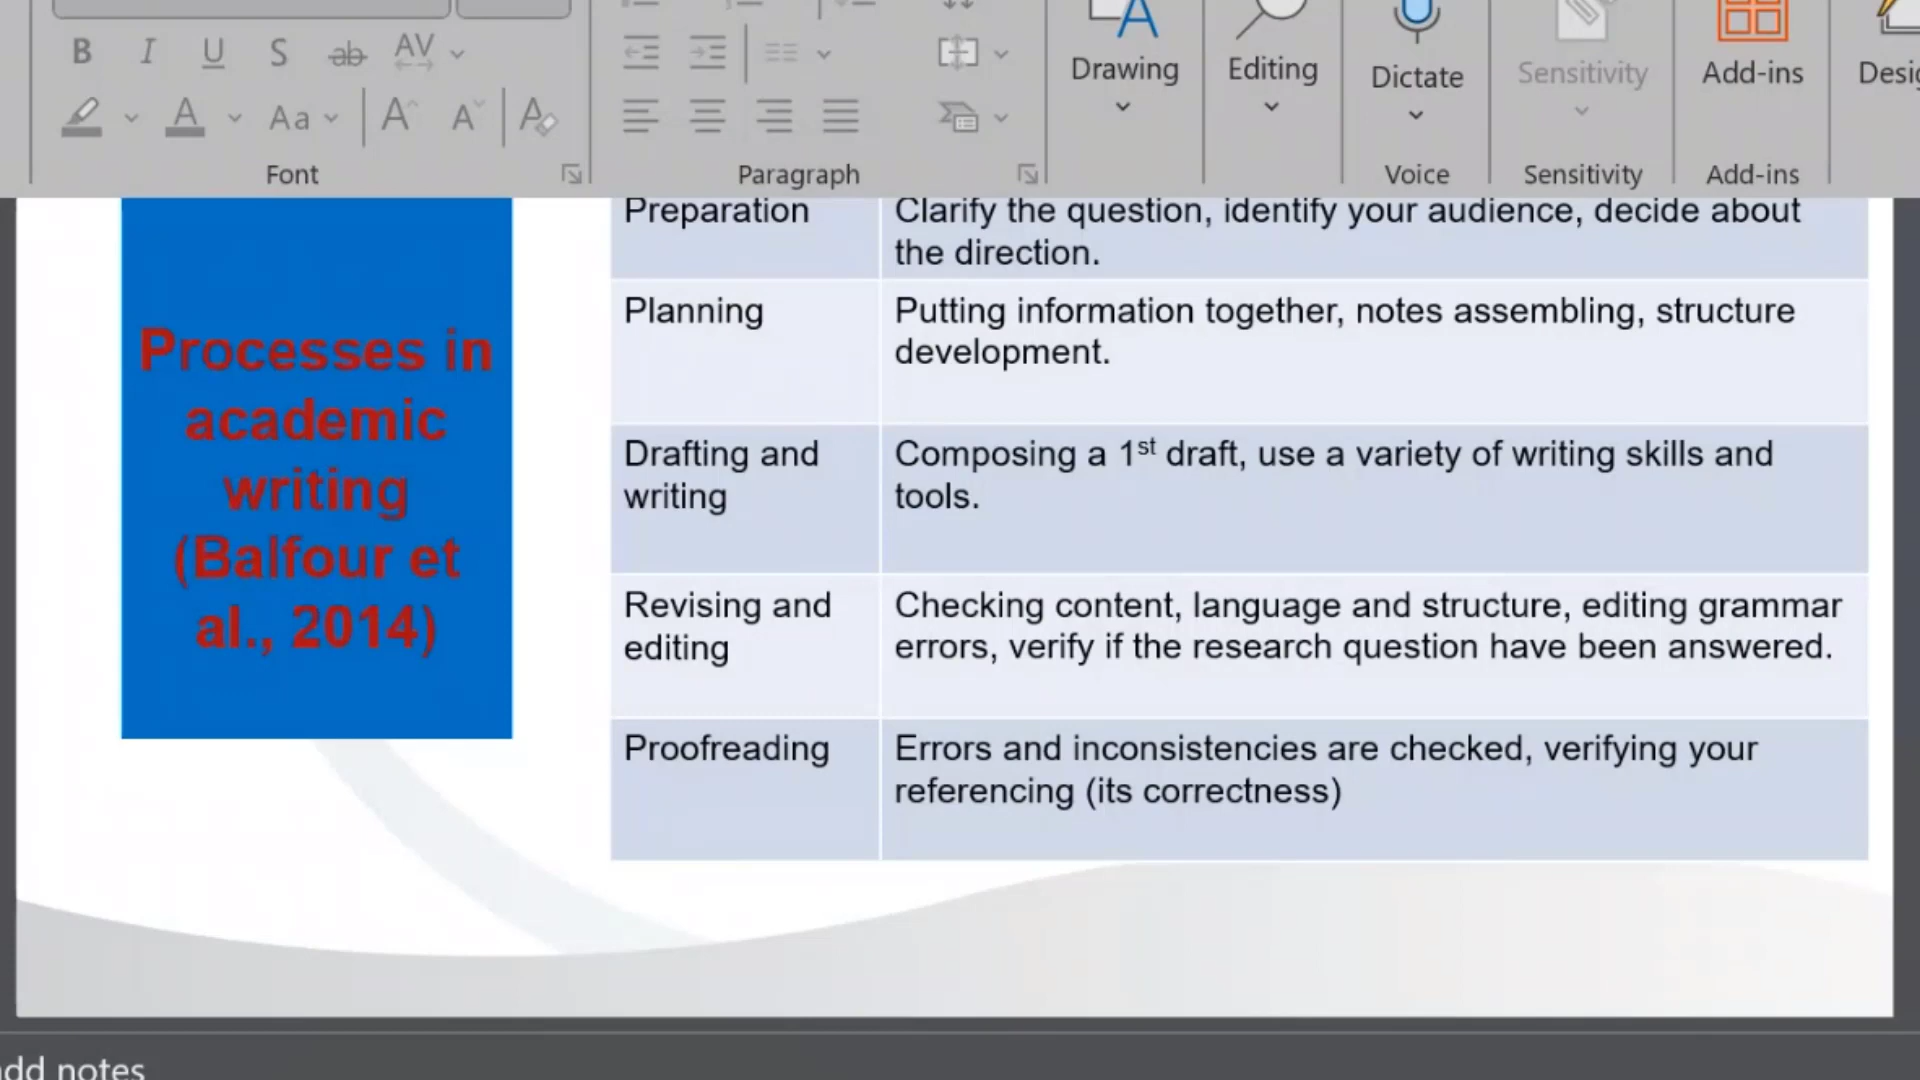 B I U S ab AV
A Aa A A A
Font
Paragraph
Drawing
Editing
Dictate
Voice
Sensitivity
Sensitivity
Add-ins
Add-ins
Processes in
academic
writing
(Balfour et
al., 2014)
Preparation
Clarify the question, identify your audience, decide about
the direction.
Planning
Putting information together, notes assembling, structure
development.
Drafting and
writing
Composing a 1st draft, use a variety of writing skills and
tools.
Revising and
editing
Checking content, language and structure, editing grammar
errors, verify if the research question have been answered.
Proofreading
Errors and inconsistencies are checked, verifying your
referencing (its correctness)
add notes